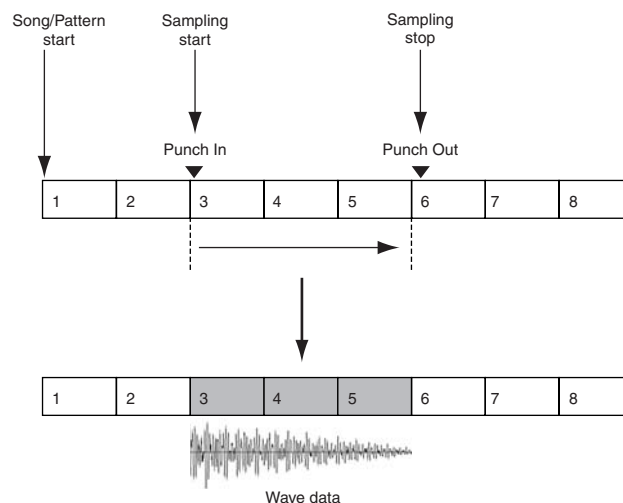 Song/Pattern
start
Sampling
start
Sampling
stop
Punch In
Punch Out
1 2 3 4 5 6 7 8
1 2 3 4 5 6 7 8
Wave data